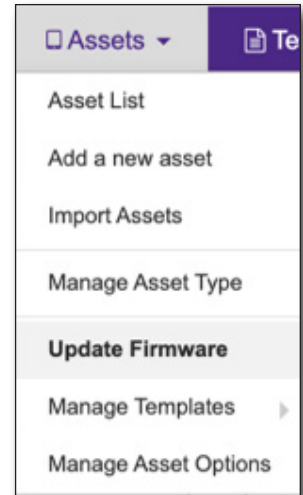 Assets Te
Asset List
Add a new asset
Import Assets
Manage Asset Type
Update Firmware
Manage Templates
Manage Asset Options